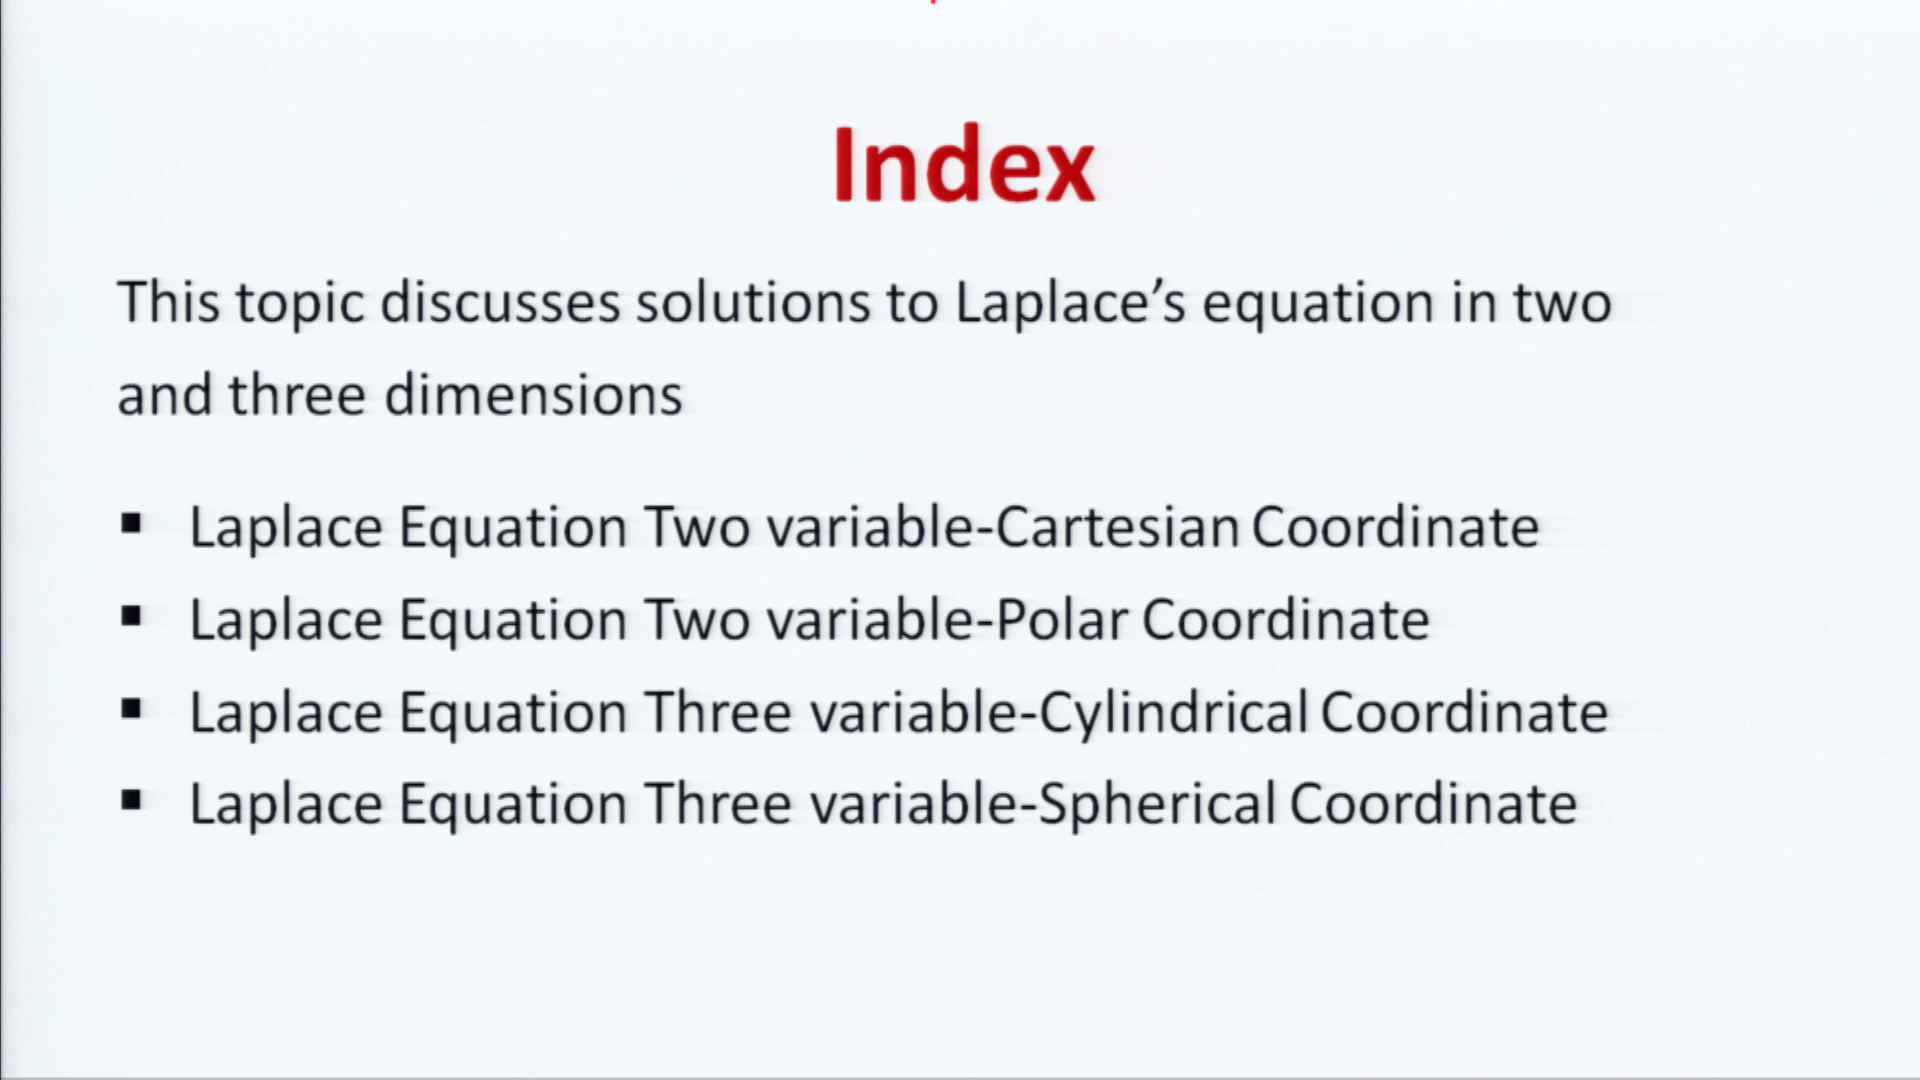 Index
This topic discusses solutions to Laplace’s equation in two
and three dimensions
▪ Laplace Equation Two variable-Cartesian Coordinate
▪ Laplace Equation Two variable-Polar Coordinate
▪ Laplace Equation Three variable-Cylindrical Coordinate
▪ Laplace Equation Three variable-Spherical Coordinate